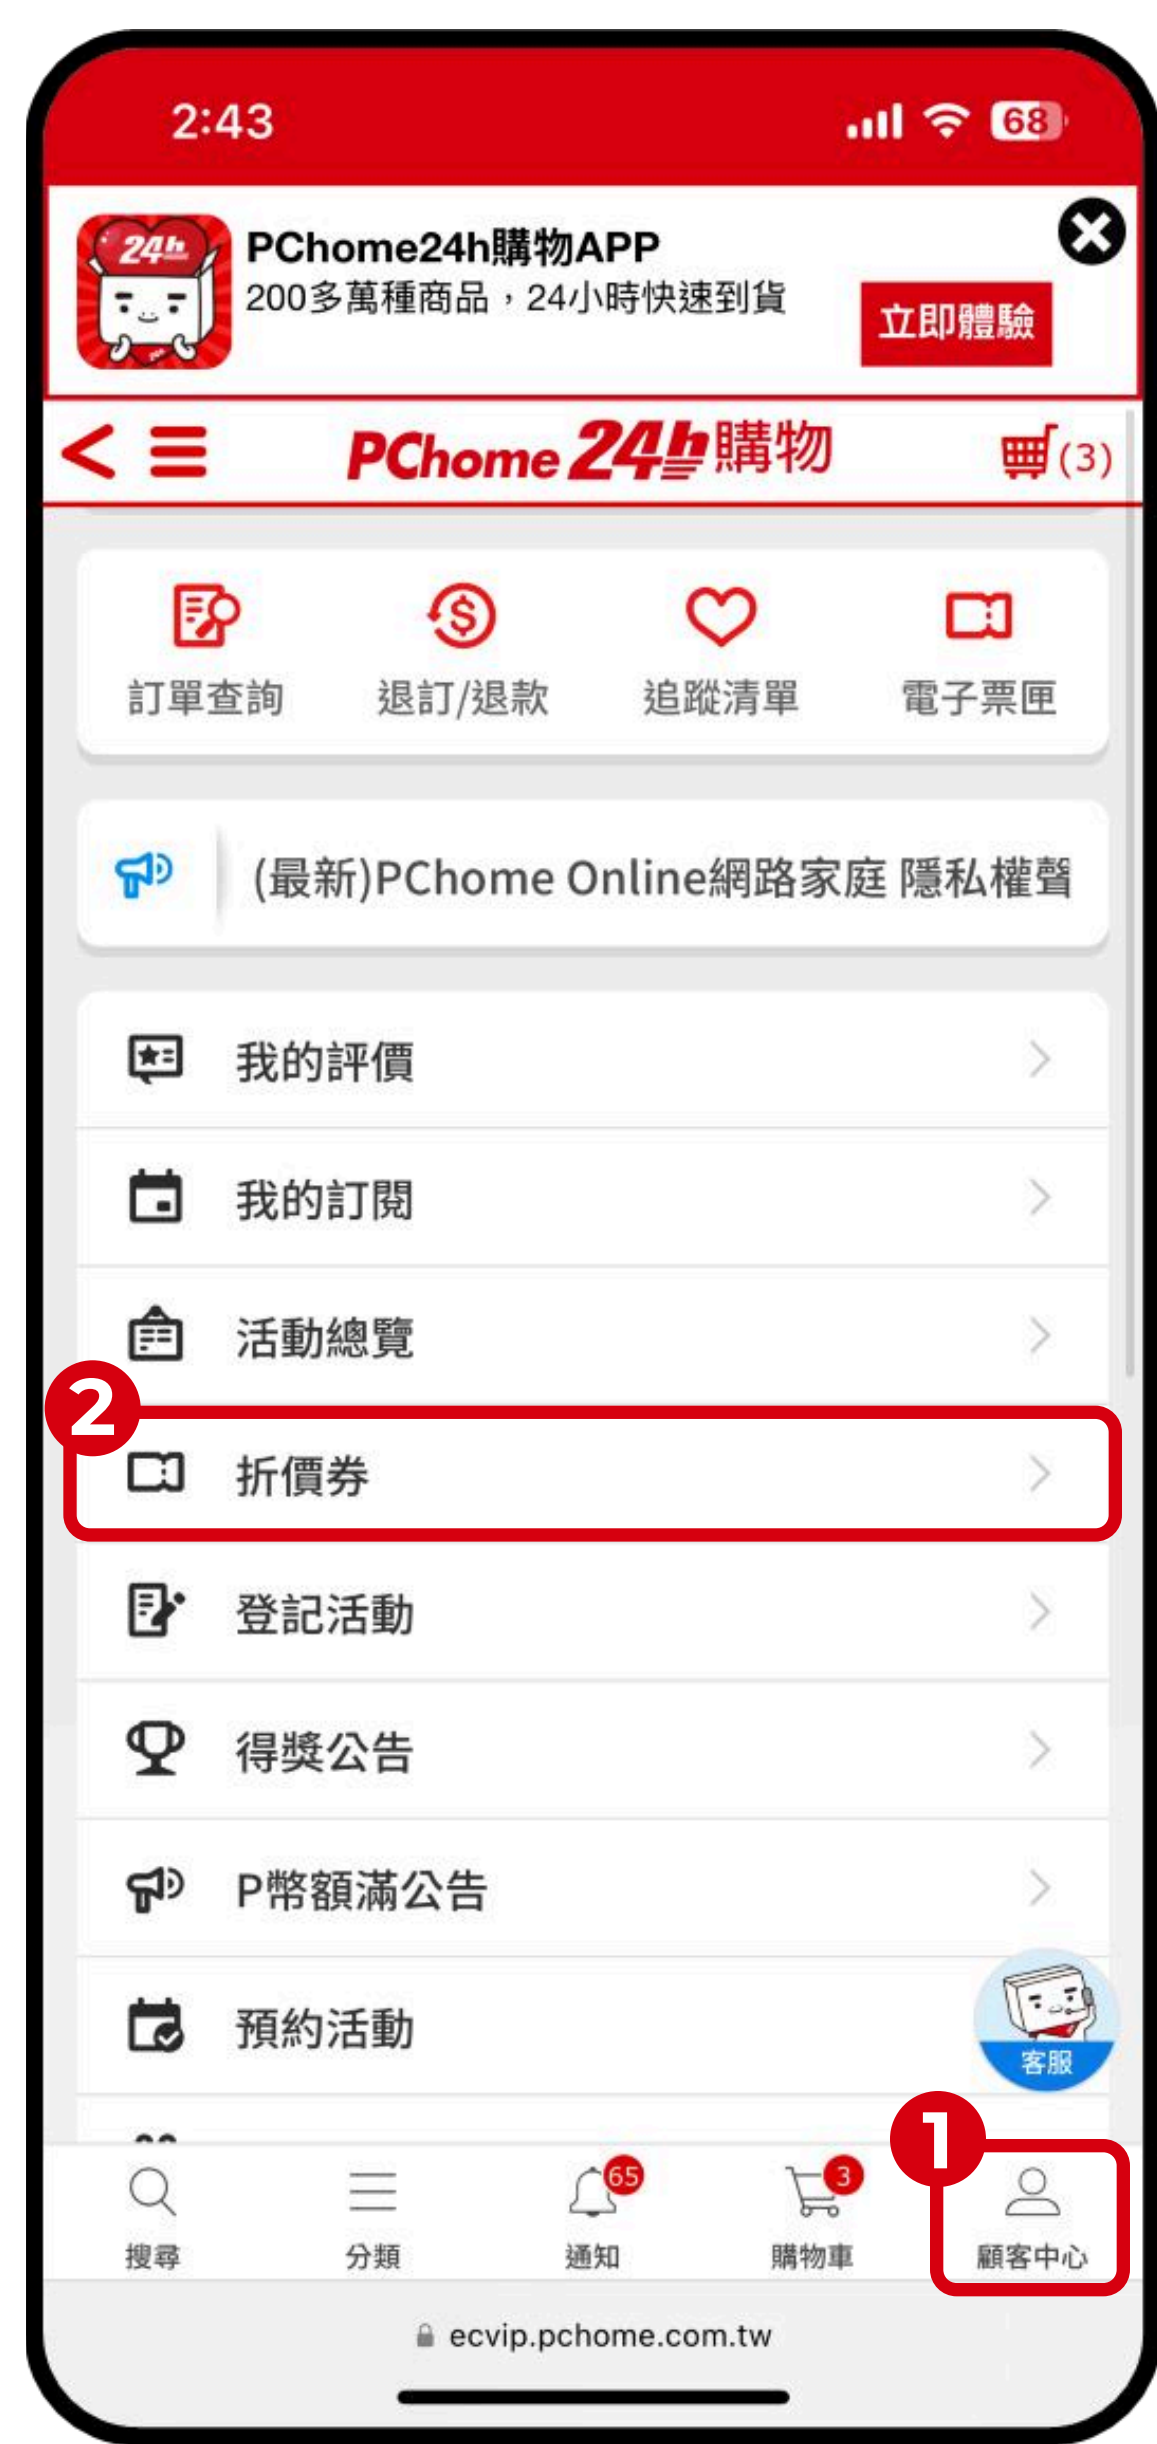 2:43
68
24h
PChome24h購物APP
200多萬種商品，24小時快速到貨
立即體驗
PChome 24h購物
(3)
訂單查詢
退訂/退款
追蹤清單
電子票匣
(最新)PChome Online網路家庭 隱私權聲
我的評價
我的訂閱
活動總覽
2
折價券
登記活動
得獎公告
P幣額滿公告
預約活動
客服
1
65
3
搜尋
分類
通知
購物車
顧客中心
ecvip.pchome.com.tw